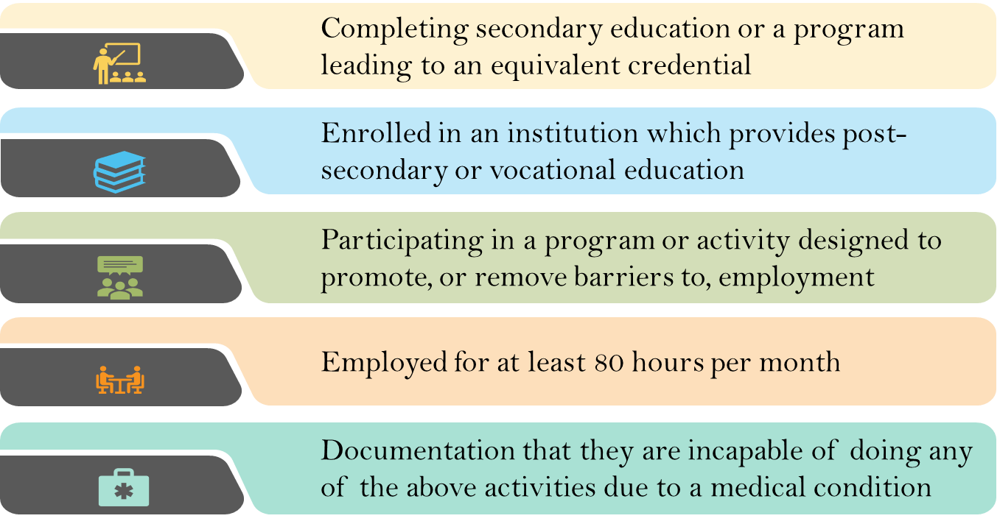 Completing secondary education or a program
leading to an equivalent credential
Enrolled in an institution which provides post-
secondary or vocational education
Participating in a program or activity designed to
promote, or remove barriers to, employment
Employed for at least 80 hours per month
Documentation that they are incapable of doing any
of the above activities due to a medical condition